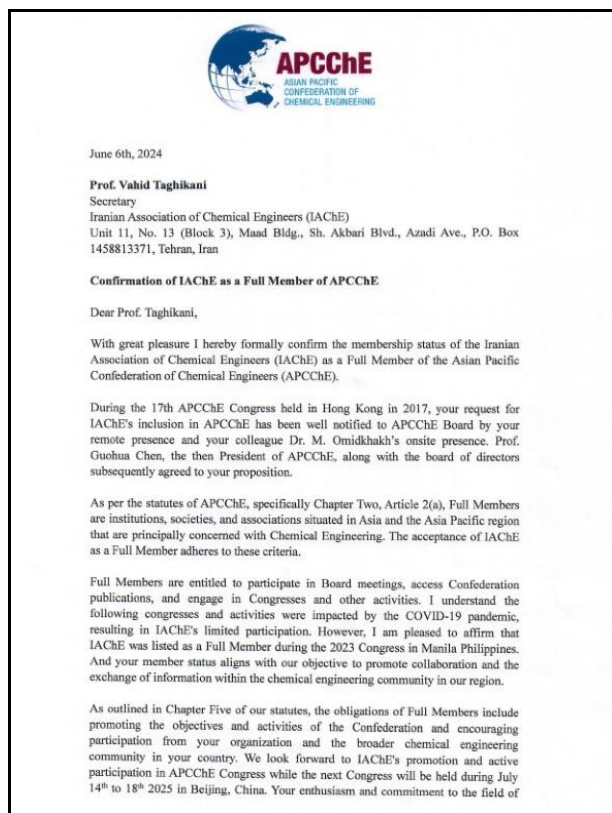 APCChE
ASIAN PACIFIC
CONFEDERATION OF
CHEMICAL ENGINEERING
June 6th, 2024
Prof. Vahid Taghikani
Secretary
Iranian Association of Chemical Engineers (IAChE)
Unit 11, No. 13 (Block 3), Maad Bldg., Sh. Akbari Blvd., Azadi Ave., P.O. Box
1458813371, Tehran, Iran
Confirmation of IAChE as a Full Member of APCChE
Dear Prof. Taghikani,
With great pleasure I hereby formally confirm the membership status of the Iranian
Association of Chemical Engineers (IAChE) as a Full Member of the Asian Pacific
Confederation of Chemical Engineers (APCChE).
During the 17th APCChE Congress held in Hong Kong in 2017, your request for
IAChE's inclusion in APCChE has been well notified to APCChE Board by your
remote presence and your colleague Dr. M. Omidkhakh's onsite presence. Prof.
Guohua Chen, the then President of APCChE, along with the board of directors
subsequently agreed to your proposition.
As per the statutes of APCChE, specifically Chapter Two, Article 2(a), Full Members
are institutions, societies, and associations situated in Asia and the Asia Pacific region
that are principally concerned with Chemical Engineering. The acceptance of IAChE
as a Full Member adheres to these criteria.
Full Members are entitled to participate in Board meetings, access Confederation
publications, and engage in Congresses and other activities. I understand the
following congresses and activities were impacted by the COVID-19 pandemic,
resulting in IAChE's limited participation. However, I am pleased to affirm that
IAChE was listed as a Full Member during the 2023 Congress in Manila Philippines.
And your member status aligns with our objective to promote collaboration and the
exchange of information within the chemical engineering community in our region.
As outlined in Chapter Five of our statutes, the obligations of Full Members include
promoting the objectives and activities of the Confederation and encouraging
participation from your organization and the broader chemical engineering
community in your country. We look forward to IAChE's promotion and active
participation in APCChE Congress while the next Congress will be held during July
14th to 18th 2025 in Beijing, China. Your enthusiasm and commitment to the field of